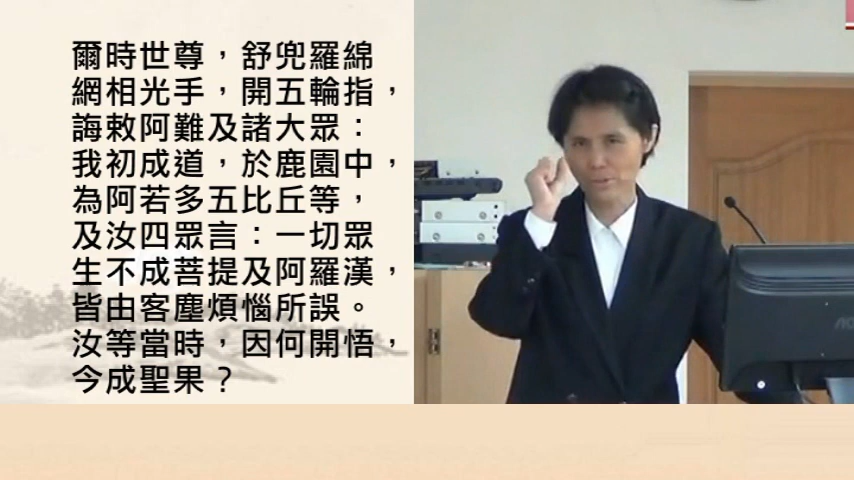 爾時世尊，舒兜羅綿
網相光手，開五輪指，
誨敕阿難及諸大眾：
我初成道，於鹿園中，
為阿若多五比丘等，
及汝四眾言：一切眾
生不成菩提及阿羅漢，
皆由客塵煩惱所誤。
汝等當時，因何開悟，
今成聖果？